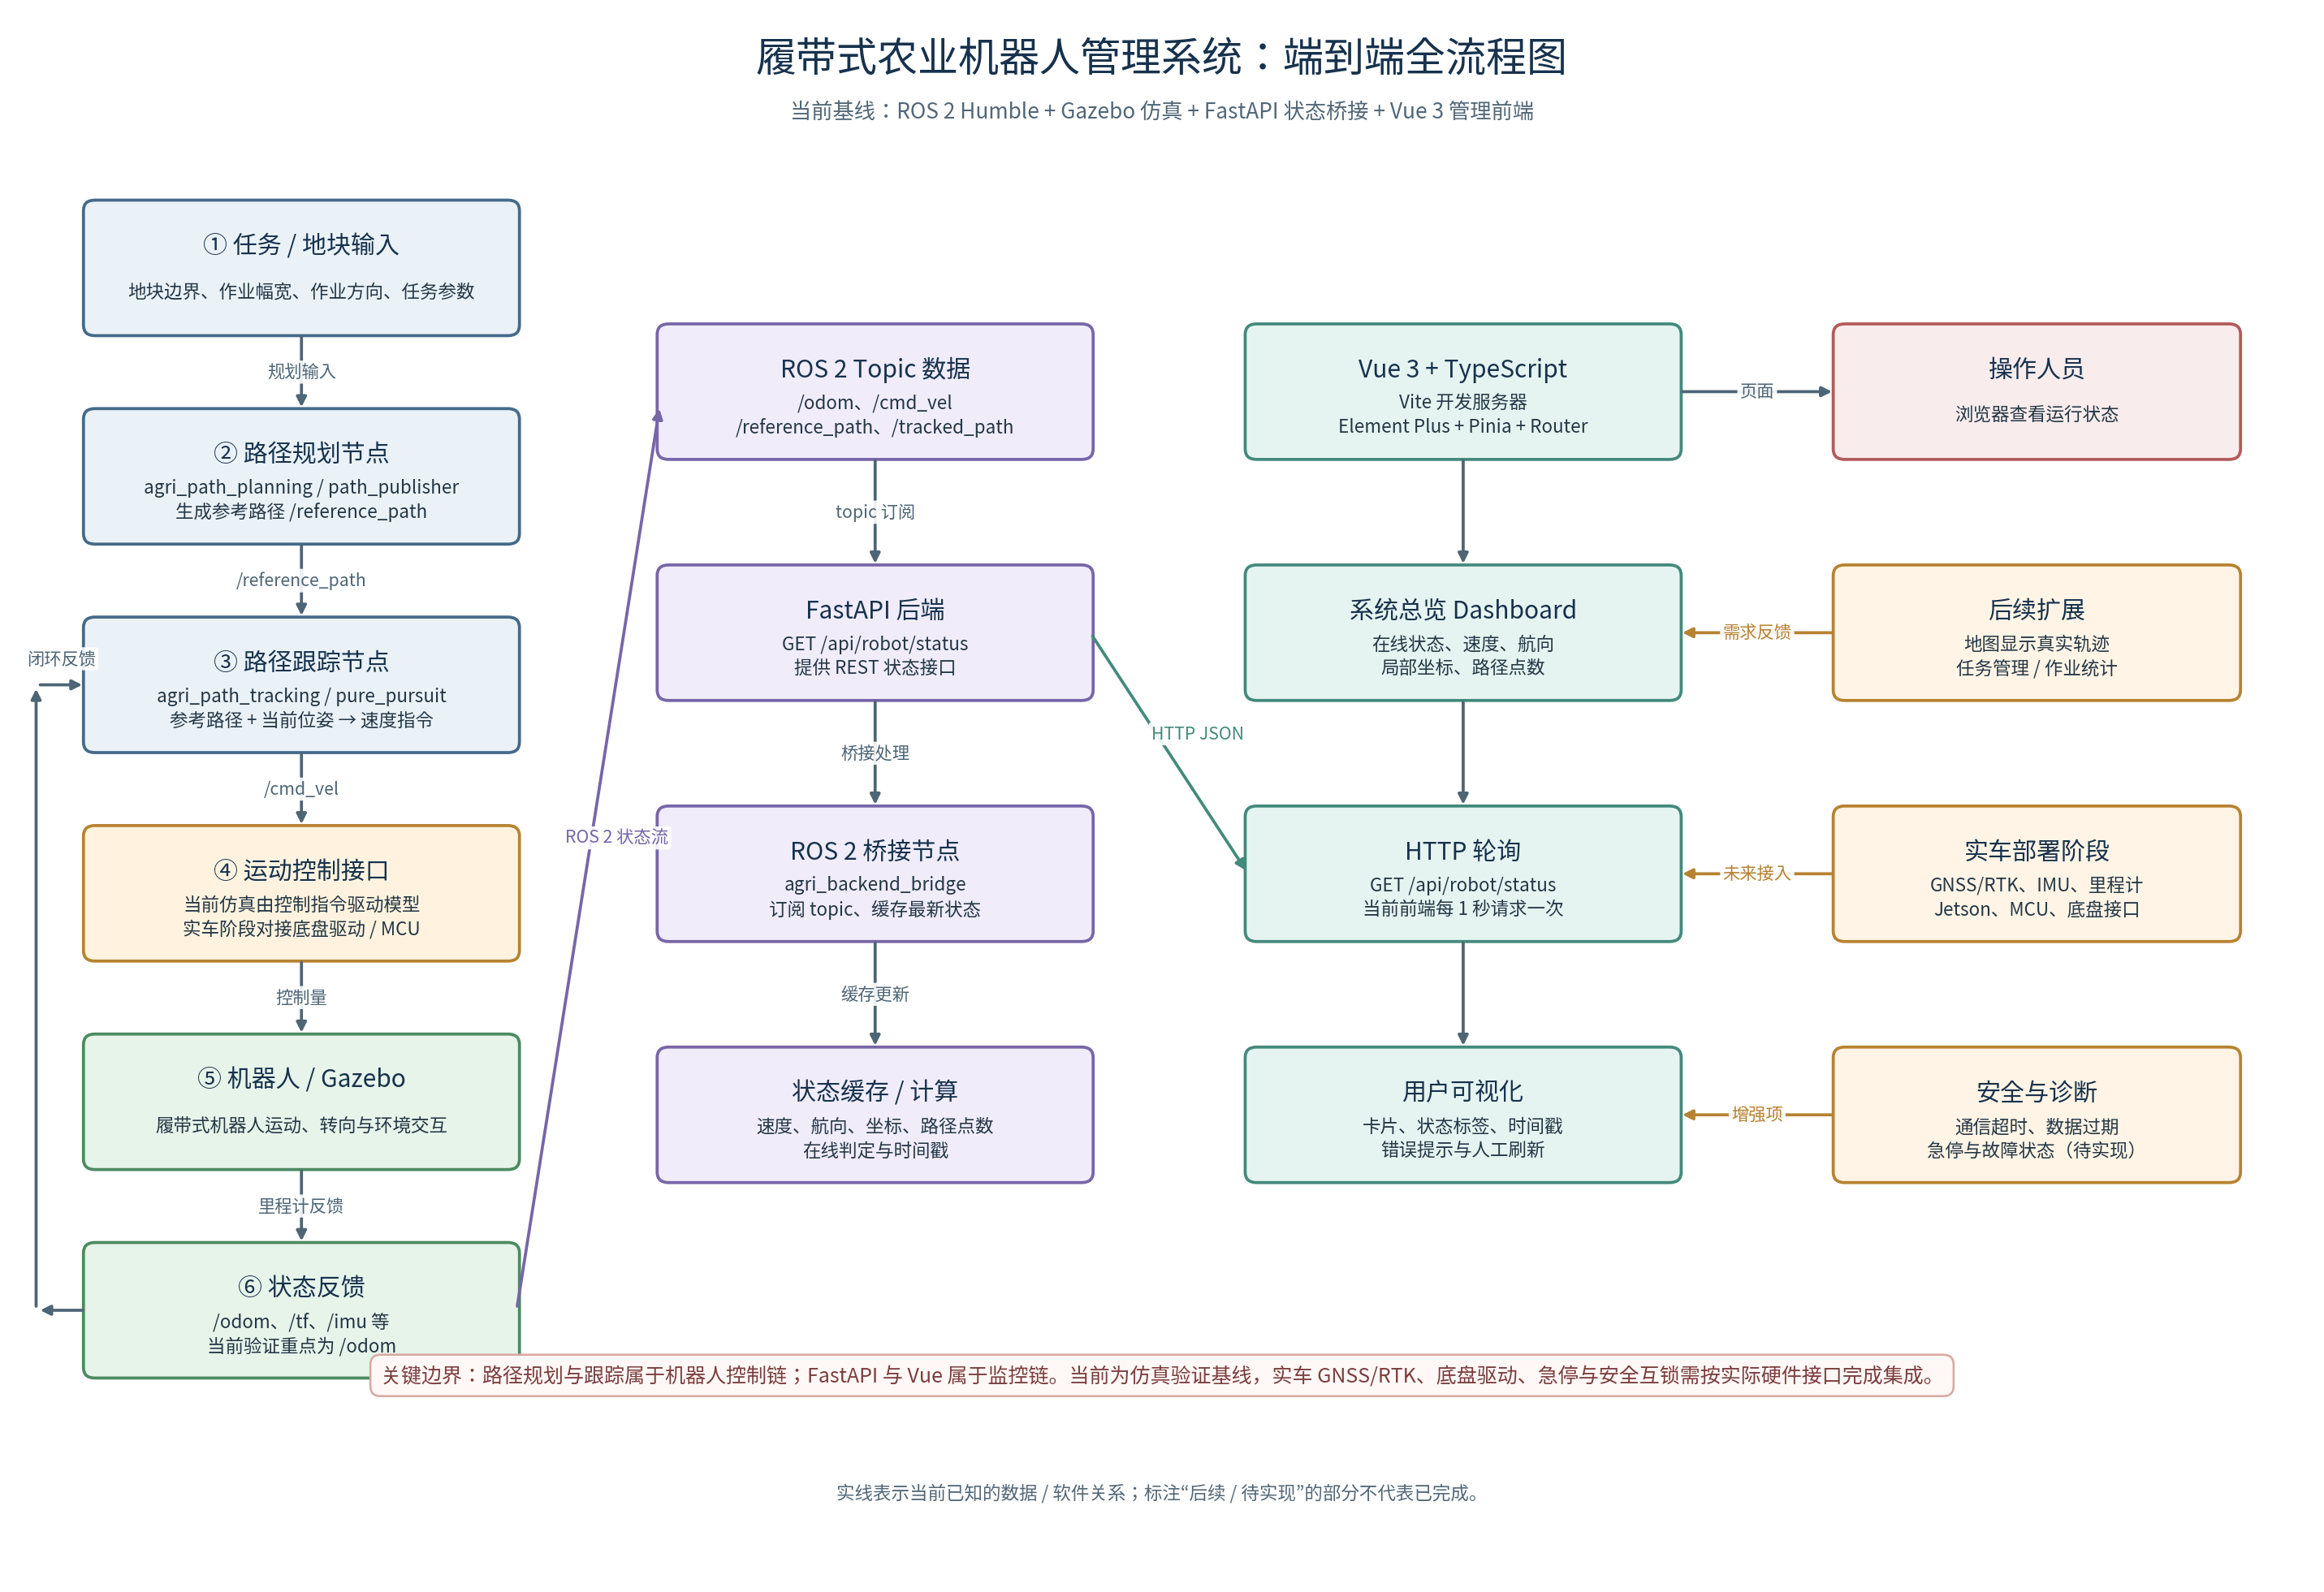 履带式农业机器人管理系统：端到端全流程图
当前基线：ROS 2 Humble + Gazebo 仿真 + FastAPI 状态桥接 + Vue 3 管理前端
① 任务 / 地块输入
地块边界、作业幅宽、作业方向、任务参数
规划输入
② 路径规划节点
agri_path_planning / path_publisher
生成参考路径 /reference_path
/reference_path
闭环反馈
③ 路径跟踪节点
agri_path_tracking / pure_pursuit
参考路径 + 当前位姿 → 速度指令
/cmd_vel
④ 运动控制接口
当前仿真由控制指令驱动模型
实车阶段对接底盘驱动 / MCU
控制量
⑤ 机器人 / Gazebo
履带式机器人运动、转向与环境交互
里程计反馈
⑥ 状态反馈
/odom、/tf、/imu 等
当前验证重点为 /odom
ROS 2 状态流
ROS 2 Topic 数据
/odom、/cmd_vel
/reference_path、/tracked_path
topic 订阅
FastAPI 后端
GET /api/robot/status
提供 REST 状态接口
桥接处理
ROS 2 桥接节点
agri_backend_bridge
订阅 topic、缓存最新状态
缓存更新
状态缓存 / 计算
速度、航向、坐标、路径点数
在线判定与时间戳
HTTP JSON
Vue 3 + TypeScript
Vite 开发服务器
Element Plus + Pinia + Router
系统总览 Dashboard
在线状态、速度、航向
局部坐标、路径点数
HTTP 轮询
GET /api/robot/status
当前前端每 1 秒请求一次
用户可视化
卡片、状态标签、时间戳
错误提示与人工刷新
页面
操作人员
浏览器查看运行状态
需求反馈
后续扩展
地图显示真实轨迹
任务管理 / 作业统计
未来接入
实车部署阶段
GNSS/RTK、IMU、里程计
Jetson、MCU、底盘接口
增强项
安全与诊断
通信超时、数据过期
急停与故障状态（待实现）
关键边界：路径规划与跟踪属于机器人控制链；FastAPI 与 Vue 属于监控链。当前为仿真验证基线，实车 GNSS/RTK、底盘驱动、急停与安全互锁需按实际硬件接口完成集成。
实线表示当前已知的数据 / 软件关系；标注“后续 / 待实现”的部分不代表已完成。